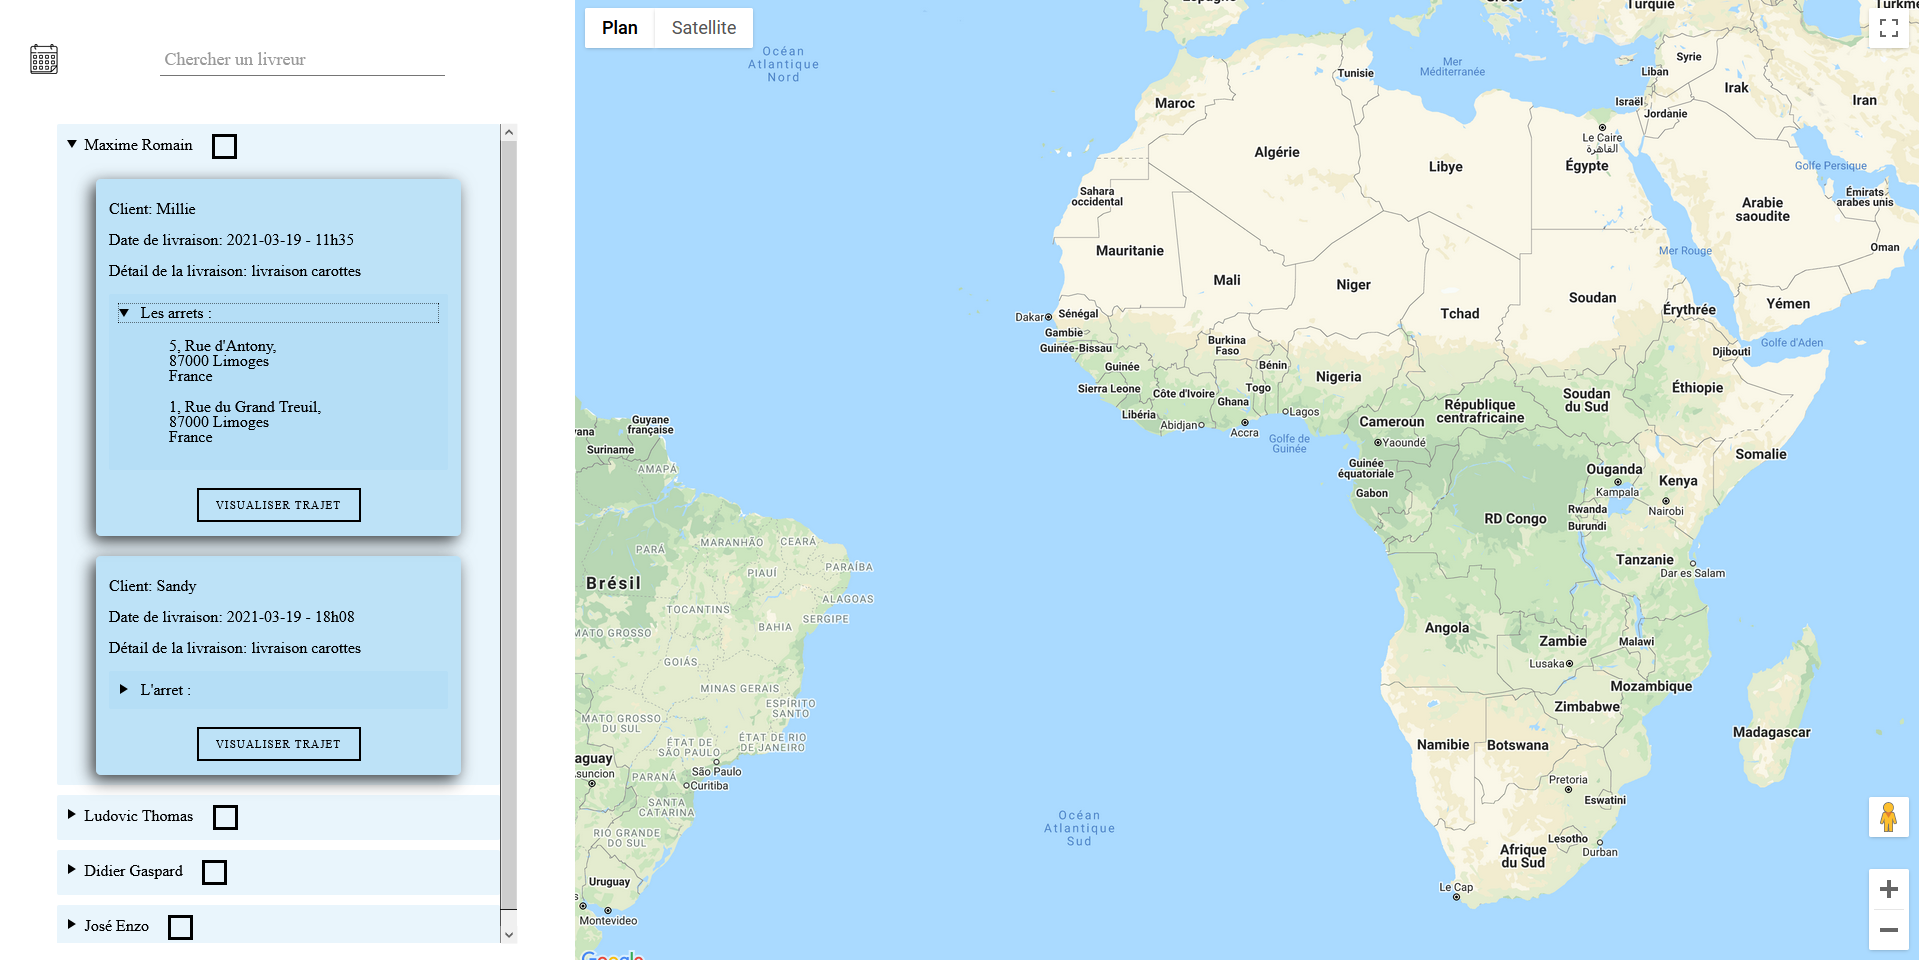 Chercher un livreur
Maxime Romain
Client: Millie
Date de livraison: 2021-03-19 - 11h35
Détail de la livraison: livraison carottes
Les arrets :
5, Rue d'Antony,
87000 Limoges
France
1, Rue du Grand Treuil,
87000 Limoges
France
VISUALISER TRAJET
Client: Sandy
Date de livraison: 2021-03-19 - 18h08
Détail de la livraison: livraison carottes
L'arret :
VISUALISER TRAJET
Ludovic Thomas
Didier Gaspard
José Enzo
Plan
Satellite
Turquie
Océan
Atlantique
Nord
Mer
Méditerranée
Tunisie
Syrie
Liban
Irak
Iran
Israël
Jordanie
Maroc
Le Caire
القاهرة
Algérie
Libye
Égypte
Golfe Persique
Sahara
occidental
Émirats
arabes unis
Arabie
saoudite
Oman
Mauritanie
Mer Rouge
Mali
Niger
Soudan
Tchad
Érythrée
Yémen
Dakar
Sénégal
Gambie
Guinée-Bissau
Burkina
Faso
Djibouti
Golfe d'Aden
Guinée
Bénin
Nigeria
Sierra Leone
Côte d'Ivoire
Togo
Ghana
Éthiopie
Soudan
du Sud
République
centrafricaine
Libéria
Lagos
Abidjan
Accra
Cameroun
Golfe de
Guinée
Yaoundé
Guyane
française
yana
Suriname
AMAPÁ
Somalie
Guinée
équatoriale
Ouganda
Kenya
Kampala
Gabon
Nairobi
Rwanda
RD Congo
Burundi
PARÁ
MARANHÃO
CEARÁ
Tanzanie
PARAÍBA
PIAUÍ
Dar es Salam
Brésil
ALAGOAS
TOCANTINS
SERGIPE
BAHIA
MATO GROSSO
Angola
Zambie
Malawi
GOIÁS
Lusaka
MINAS GERAIS
Mozambique
ESPÍRITO
SANTO
Zimbabwe
MATO GROSSO
DU SUL
Madagascar
ÉTAT DE
SÃO PAULO
ÉTAT DE RIO
DE JANEIRO
Namibie
Botswana
aguay
suncion
PARANÁ
São Paulo
Curitiba
Pretoria
SANTA
CATARINA
Eswatini
Océan
Atlantique
Sud
RIO GRANDE
DO SUL
Lesotho
Durban
Afrique
du Sud
Uruguay
Le Cap
Montevideo
Google